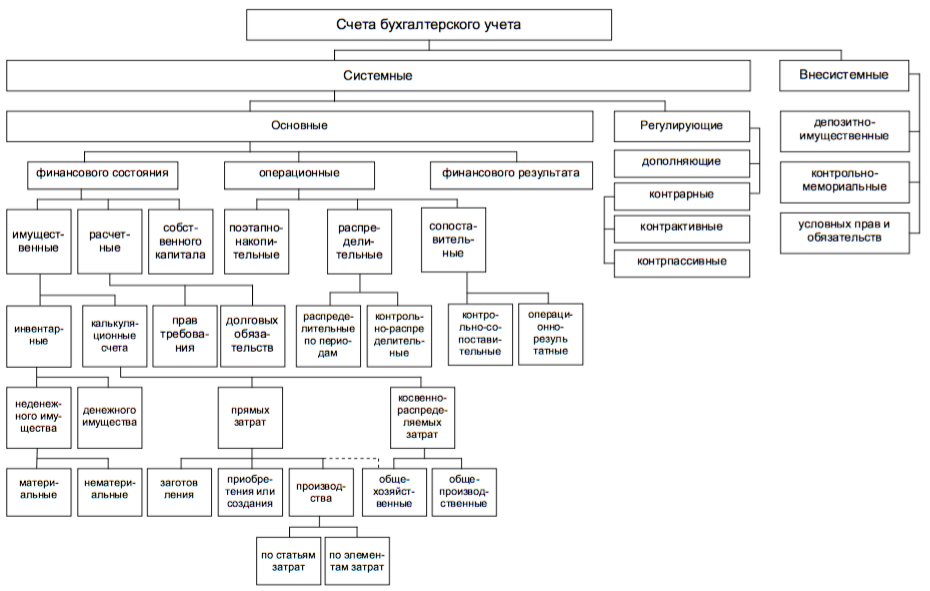 Счета бухгалтерского учета
Системные
Внесистемные
Основные
Регулирующие
депозитно-
имущественные
финансового состояния
операционные
финансового результата
дополняющие
контрольно-
мемориальные
контрарные
имущест-
венные
расчет-
ные
собст-
венного
капитала
поэтапно-
накопи-
тельные
распре-
дели-
тельные
сопоста-
витель-
ные
контрактивные
условных прав и
обязательств
контрпассивные
инвентар-
ные
калькуля-
ционные
счета
прав
требова-
ния
долговых
обяза-
тельств
распреде-
лительные
по перио-
дам
контроль-
но-распре
делитель-
ные
контро-
льно-со-
постави-
тельные
операци-
онно-
резуль
татные
неденеж-
ного иму-
щества
денежного
имущества
прямых
затрат
косвенно-
распреде-
ляемых
затрат
матери-
альные
нематери-
альные
заготов
ления
приобре-
тения или
создания
производ-
ства
обще-
хозяйст-
венные
обще-
производ-
ственные
по статьям
затрат
по элемен-
там затрат